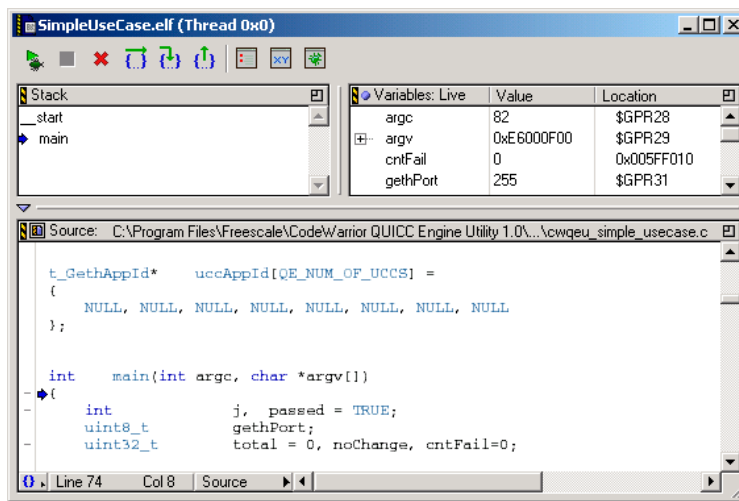 SimpleUseCase.elf (Thread 0x0)
XY
Stack
__start
main
Variables: Live Value Location
argc 82 $GPR28
argv 0xE6000F00 $GPR29
cntFail 0 0x005FF010
gethPort 255 $GPR31
Source: C:\Program Files\Freescale\CodeWarrior QUICC Engine Utility 1.0\...\cwqeu_simple_usecase.c
t_GethAppId* uccAppId[QE_NUM_OF_UCCS] =
{
NULL, NULL, NULL, NULL, NULL, NULL, NULL, NULL
};
int main(int argc, char *argv[])
{
int j, passed = TRUE;
uint8_t gethPort;
uint32_t total = 0, noChange, cntFail=0;
Line 74 Col 8 Source